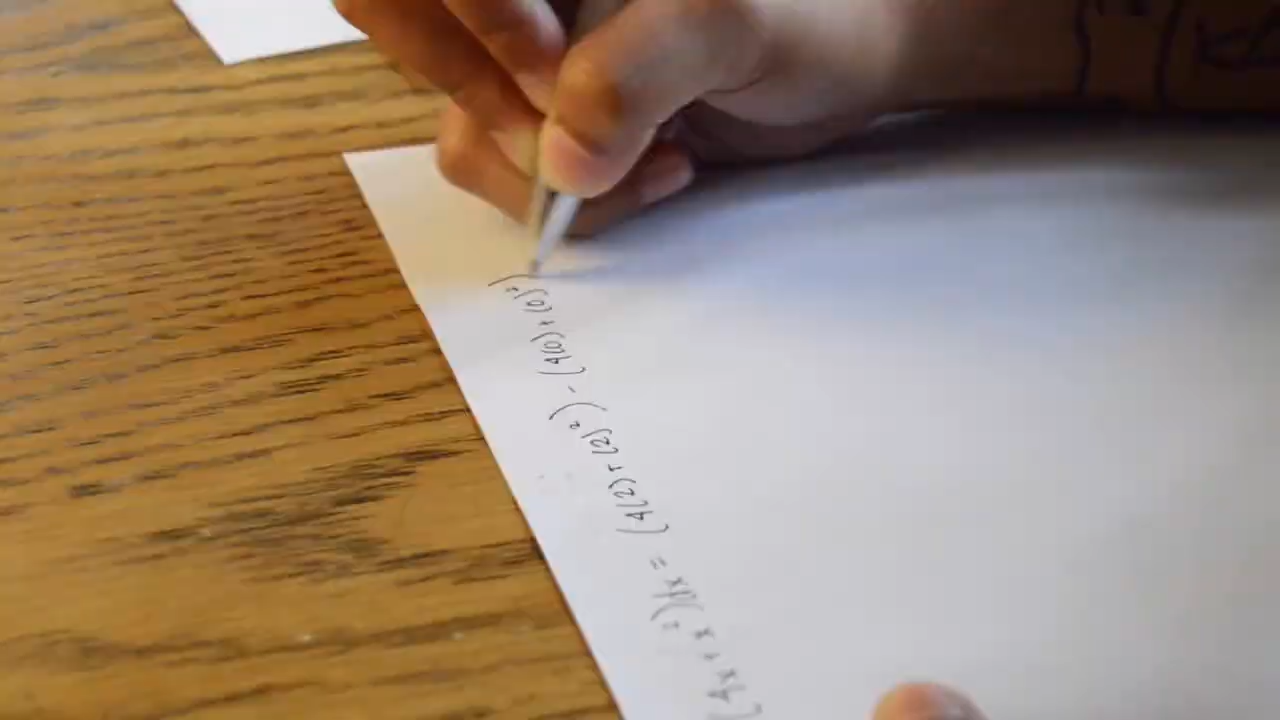 (4x+x²)dx = (4(2)+(2)²) - (4(0)+(0)²)